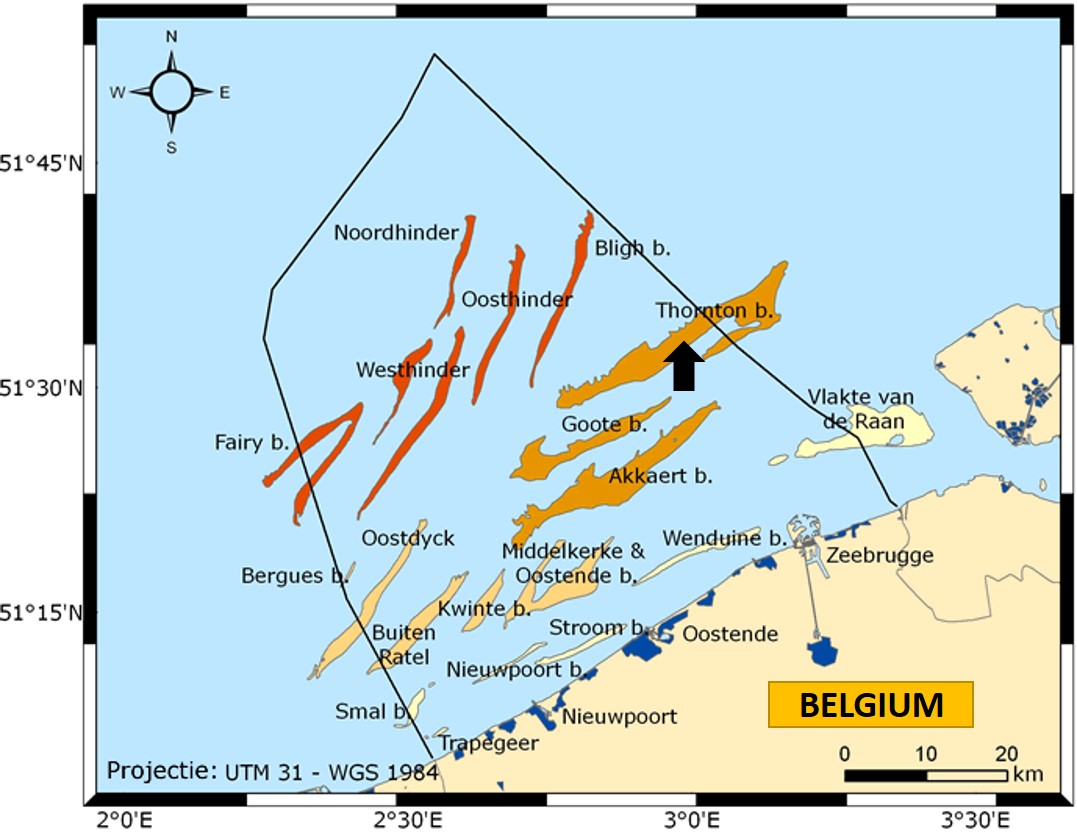 N
W
E
S
51°45'N
Noordhinder
Bligh b.
Oosthinder
Thornton b.
Westhinder
51°30'N
Vlakte van
de Raan
Goote b.
Fairy b.
Akkaert b.
Oostdyck
Wenduine b.
Middelkerke &
Oostende b.
Zeebrugge
Bergues b.
Kwinte b.
51°15'N
Buiten
Ratel
Stroom b.
Oostende
Nieuwpoort b.
Smal b.
Nieuwpoort
BELGIUM
Trapegeer
Projectie: UTM 31 - WGS 1984
0 10 20
km
2°0'E
2°30'E
3°0'E
3°30'E